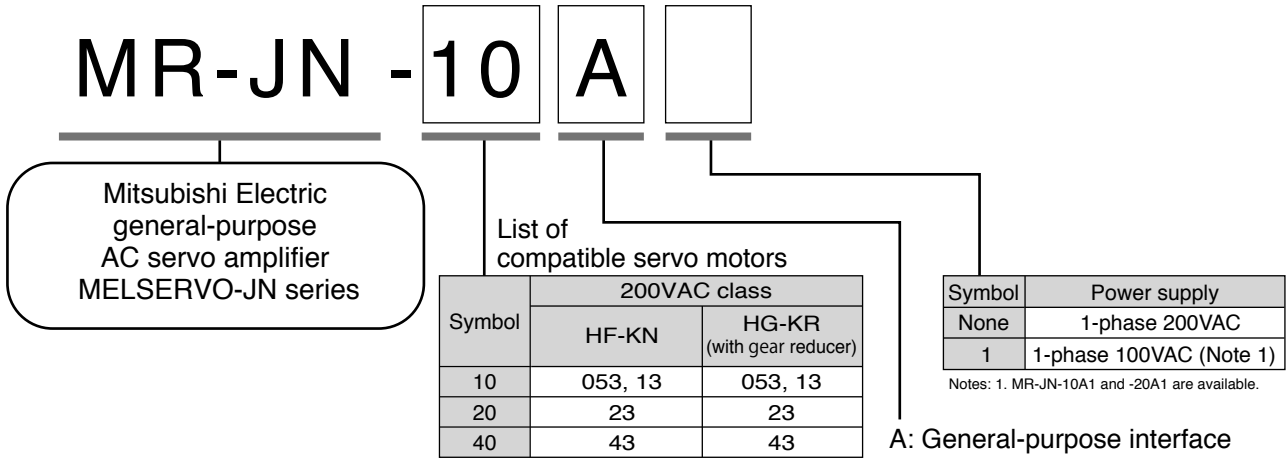 MR-JN -10 A
Mitsubishi Electric
general-purpose
AC servo amplifier
MELSERVO-JN series
List of
compatible servo motors
Symbol 200VAC class
HF-KN HG-KR
(with gear reducer)
10 053, 13 053, 13
20 23 23
40 43 43
Symbol Power supply
None 1-phase 200VAC
1 1-phase 100VAC (Note 1)
Notes: 1. MR-JN-10A1 and -20A1 are available.
A: General-purpose interface